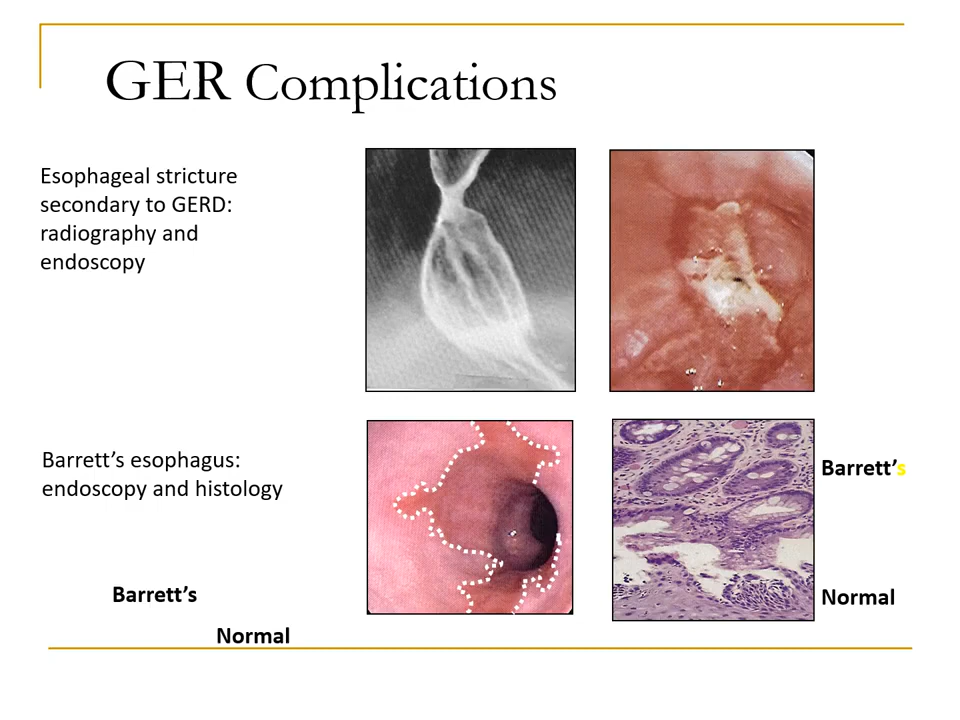 GER Complications
Esophageal stricture
secondary to GERD:
radiography and
endoscopy
Barrett’s esophagus:
endoscopy and histology
Barrett’s
Normal
Barrett’s
Normal